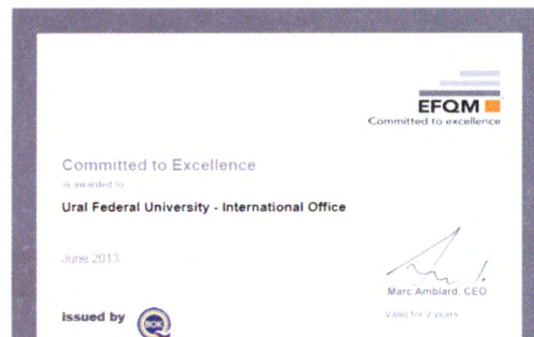 EFQM
Committed to excellence
Committed to Excellence
is awarded to
Ural Federal University - International Office
June 2013
Marc Amblard, CEO
issued by
Valid for 2 years